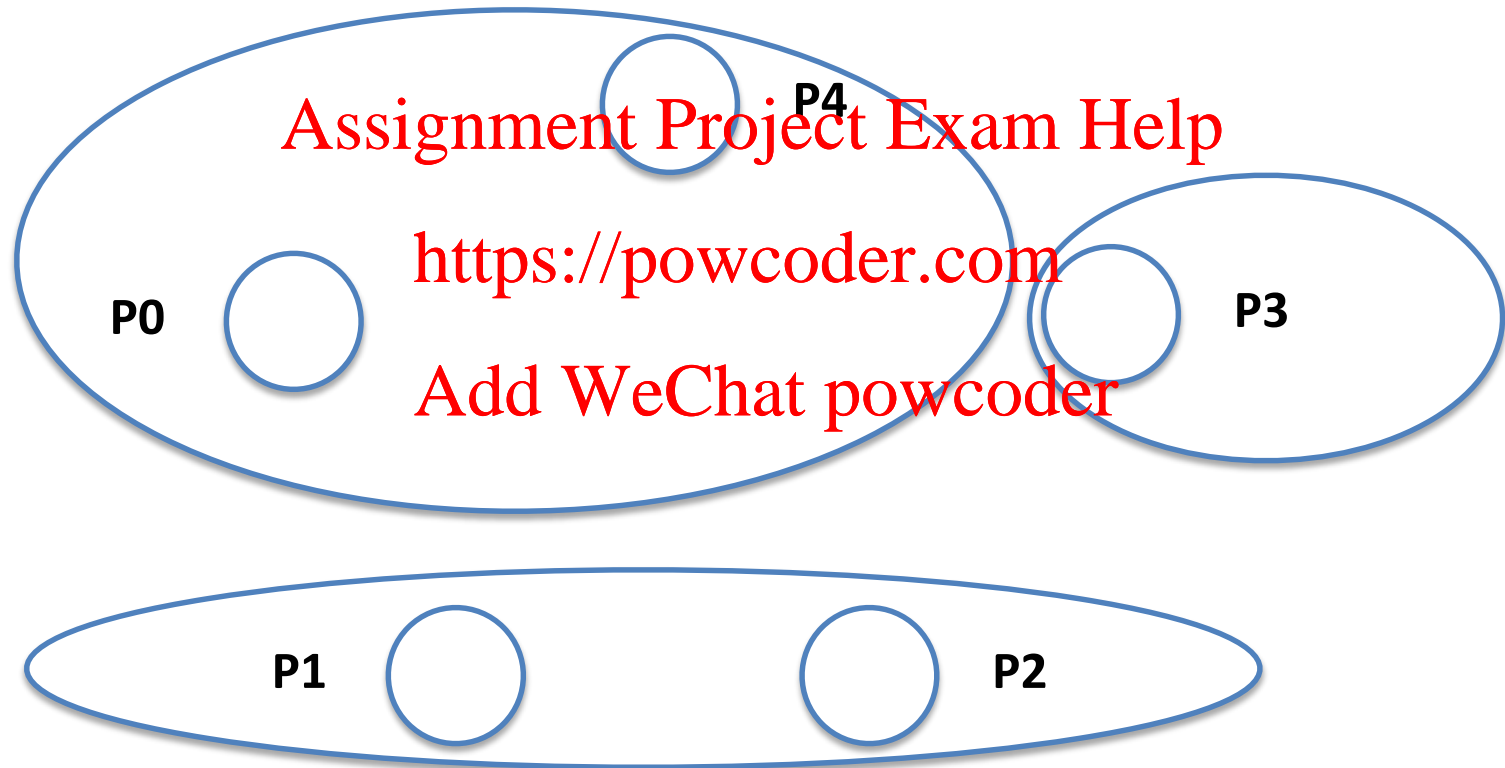 P4
Assignment Project Exam Help
https://powcoder.com
P0
P3
Add WeChat powcoder
P1
P2